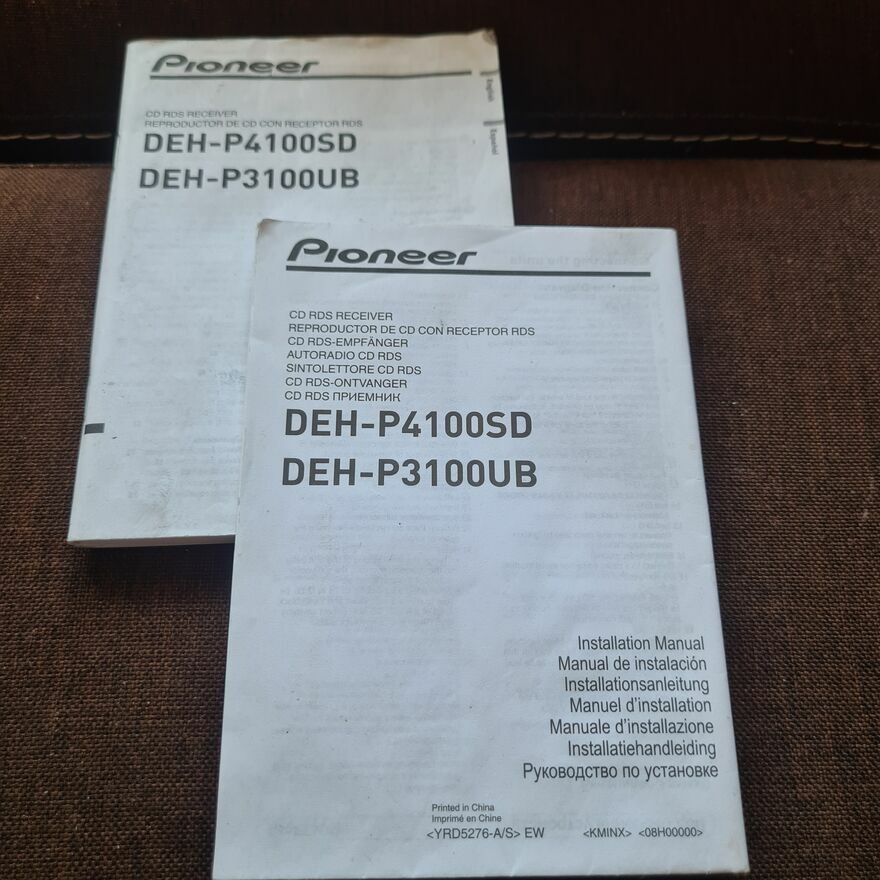 Pioneer
CD RDS RECEIVER
REPRODUCTOR DE CD CON RECEPTOR RDS
DEH-P4100SD
DEH-P3100UB
English
Español
Pioneer
CD RDS RECEIVER
REPRODUCTOR DE CD CON RECEPTOR RDS
CD RDS-EMPFÄNGER
AUTORADIO CD RDS
SINTOLETTORE CD RDS
CD RDS-ONTVANGER
CD RDS ПРИЕМНИК
DEH-P4100SD
DEH-P3100UB
Installation Manual
Manual de instalación
Installationsanleitung
Manuel d'installation
Manuale d'installazione
Installatiehandleiding
Руководство по установке
Printed in China
Imprimé en Chine
<YRD5276-A/S> EW <KMINX> <08H00000>